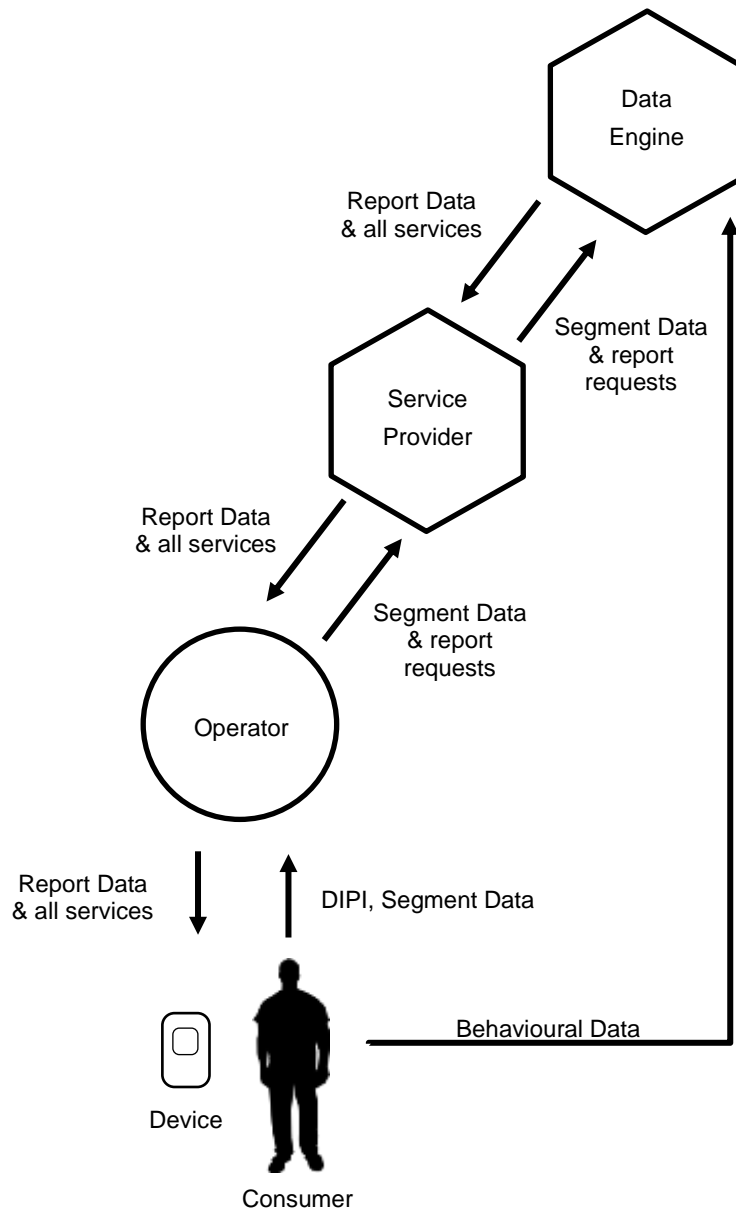 Data
Engine
Report Data
& all services
Segment Data
& report
requests
Service
Provider
Report Data
& all services
Segment Data
& report
requests
Operator
Report Data
& all services
DIPI, Segment Data
Behavioural Data
Device
Consumer